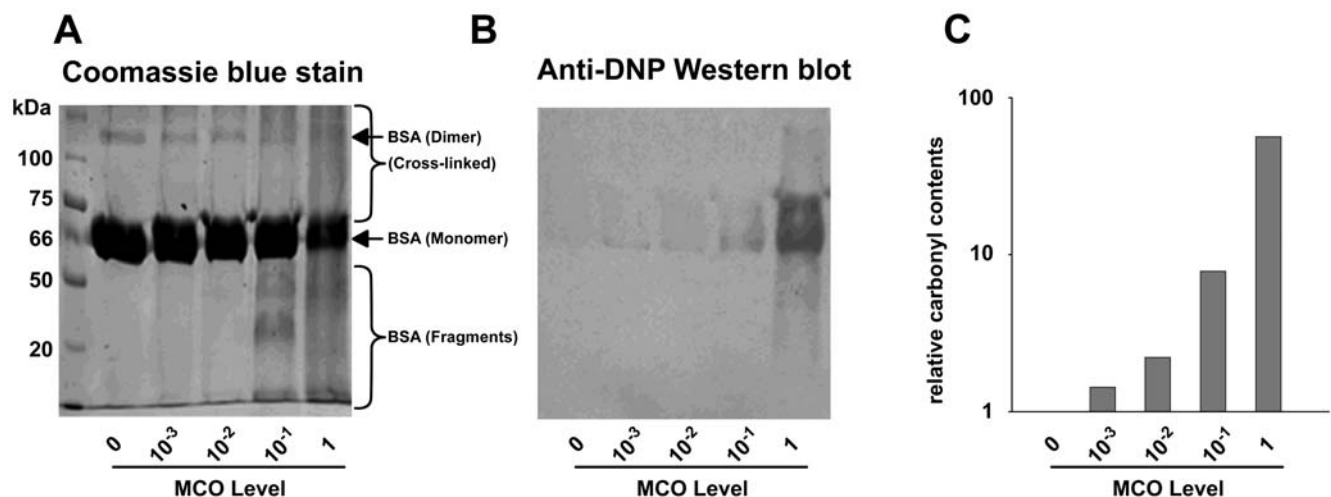 A
Coomassie blue stain
kDa
100
75
66
50
20
BSA (Dimer)
(Cross-linked)
BSA (Monomer)
BSA (Fragments)
0 10-3 10-2 10-1 1
MCO Level
B
Anti-DNP Western blot
0 10-3 10-2 10-1 1
MCO Level
C
relative carbonyl contents
100
10
1
0 10-3 10-2 10-1 1
MCO Level